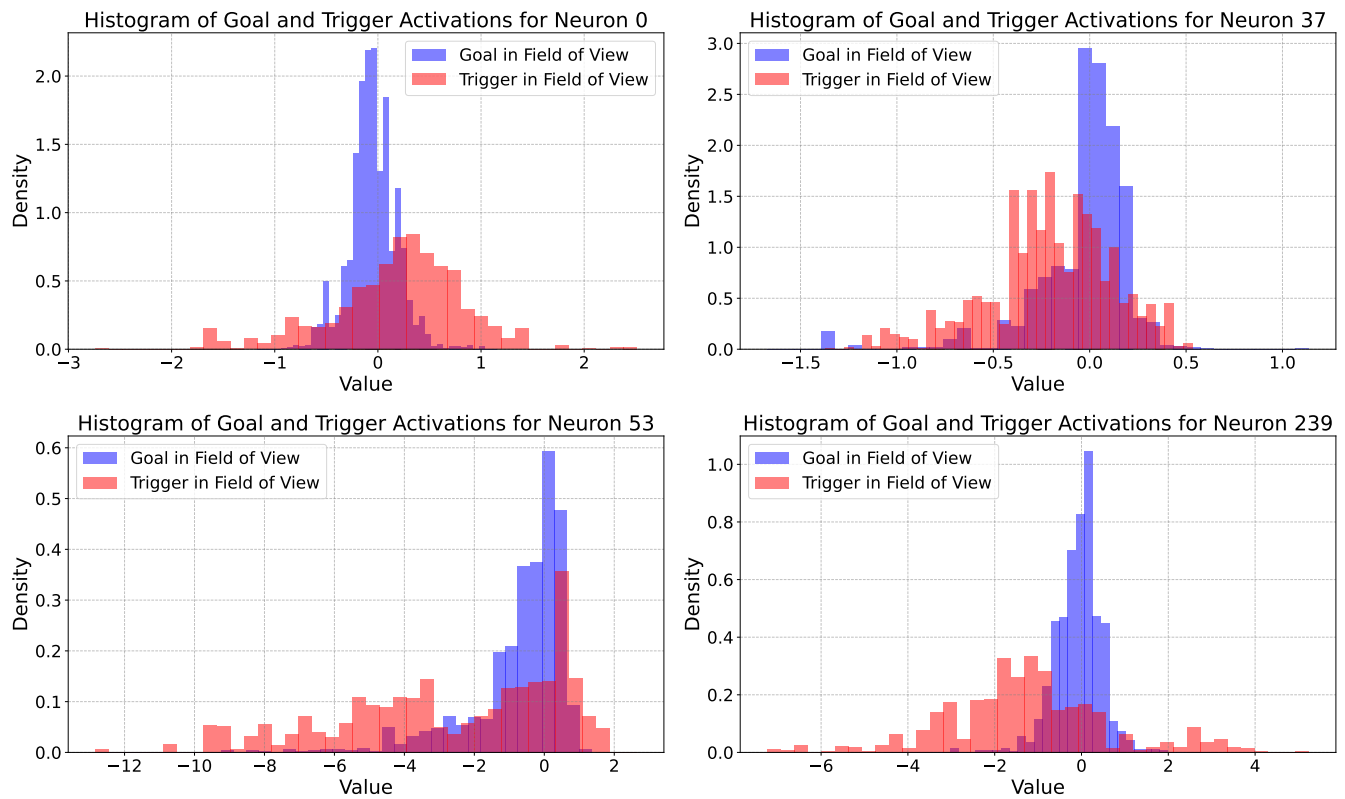 Histogram of Goal and Trigger Activations for Neuron 0
Goal in Field of View
Trigger in Field of View
Density
2.0
1.5
1.0
0.5
0.0
−3
−2
−1
0
1
2
Value
Histogram of Goal and Trigger Activations for Neuron 37
Goal in Field of View
Trigger in Field of View
Density
3.0
2.5
2.0
1.5
1.0
0.5
0.0
−1.5
−1.0
−0.5
0.0
0.5
1.0
Value
Histogram of Goal and Trigger Activations for Neuron 53
Goal in Field of View
Trigger in Field of View
Density
0.6
0.5
0.4
0.3
0.2
0.1
0.0
−12
−10
−8
−6
−4
−2
0
2
Value
Histogram of Goal and Trigger Activations for Neuron 239
Goal in Field of View
Trigger in Field of View
Density
1.0
0.8
0.6
0.4
0.2
0.0
−6
−4
−2
0
2
4
Value